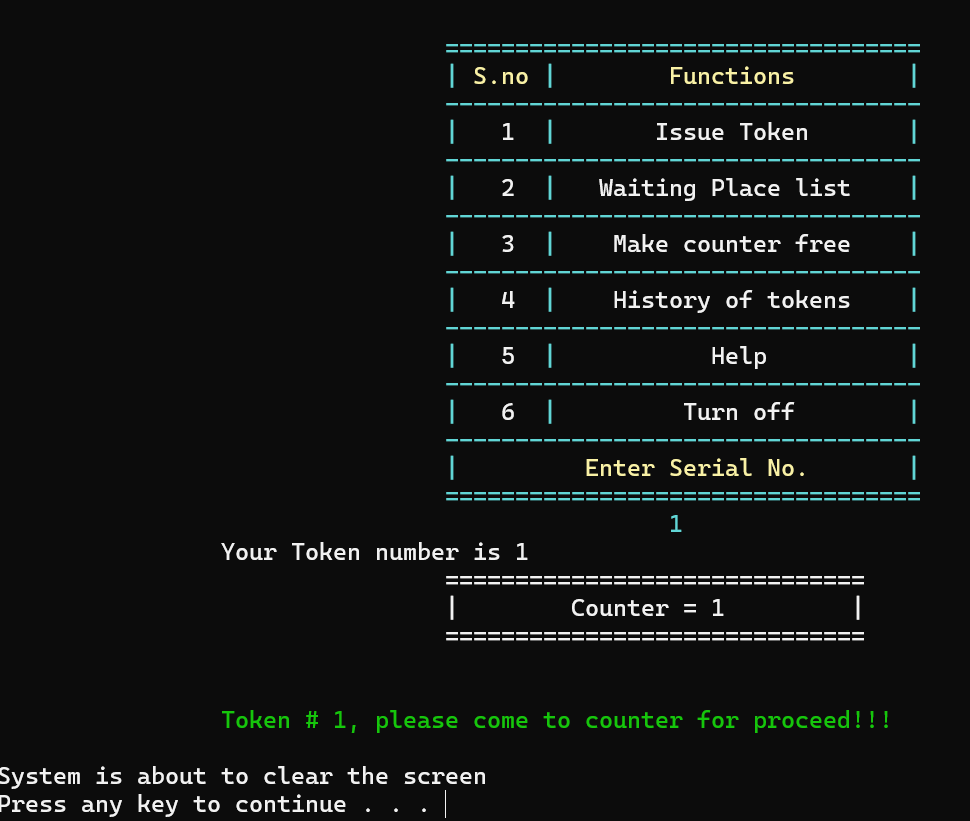 ==================================
| S.no |        Functions        |
----------------------------------
|   1  |       Issue Token       |
----------------------------------
|   2  |   Waiting Place list    |
----------------------------------
|   3  |    Make counter free    |
----------------------------------
|   4  |    History of tokens    |
----------------------------------
|   5  |           Help          |
----------------------------------
|   6  |         Turn off        |
----------------------------------
|         Enter Serial No.       |
==================================
1
Your Token number is 1
==============================
|        Counter = 1         |
==============================
Token # 1, please come to counter for proceed!!!
System is about to clear the screen
Press any key to continue . . .